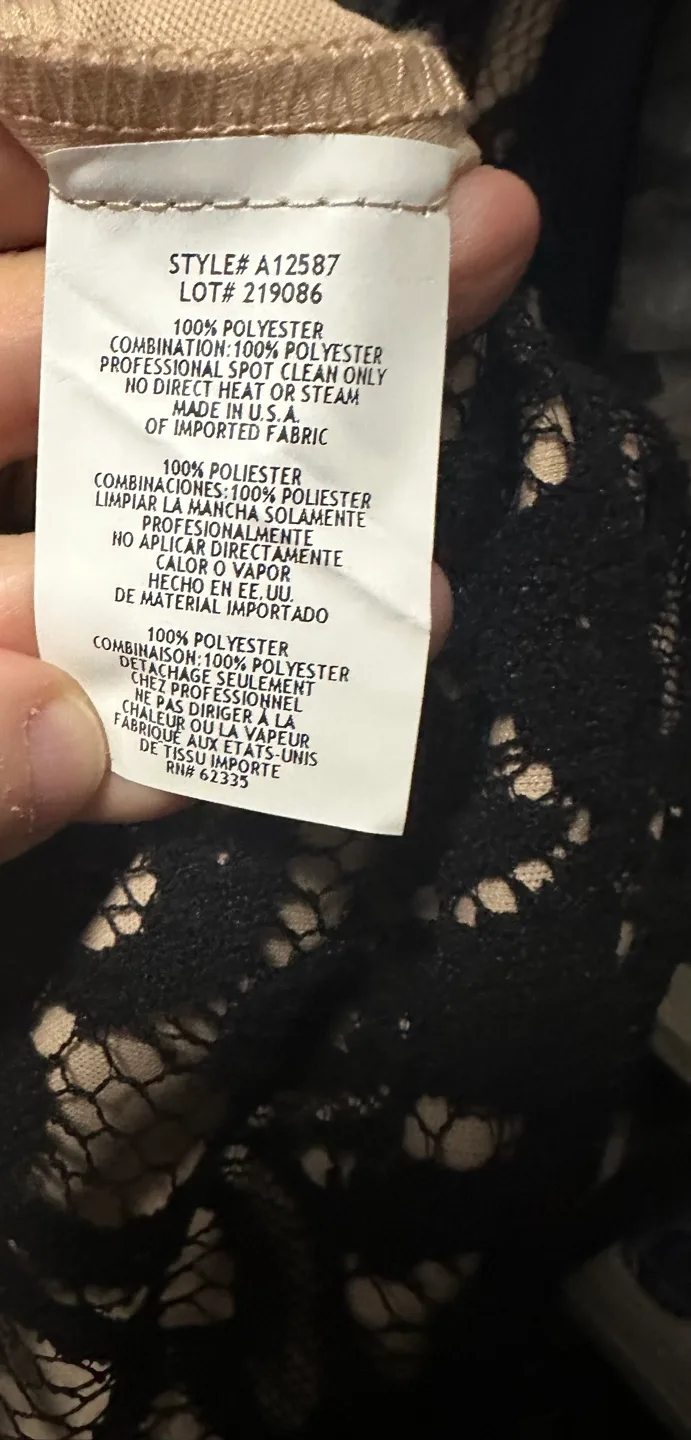 STYLE# A12587
LOT# 219086
100% POLYESTER
COMBINATION:100% POLYESTER
PROFESSIONAL SPOT CLEAN ONLY
NO DIRECT HEAT OR STEAM
MADE IN U.S.A.
OF IMPORTED FABRIC
100% POLIESTER
COMBINACIONES:100% POLIESTER
LIMPIAR LA MANCHA SOLAMENTE
PROFESIONALMENTE
NO APLICAR DIRECTAMENTE
CALOR O VAPOR
HECHO EN EE.UU.
DE MATERIAL IMPORTADO
100% POLYESTER
COMBINAISON:100% POLYESTER
DETACHAGE SEULEMENT
CHEZ PROFESSIONNEL
NE PAS DIRIGER À LA
CHALEUR OU LA VAPEUR
FABRIQUÉ AUX ETATS-UNIS
DE TISSU IMPORTE
RN# 62335